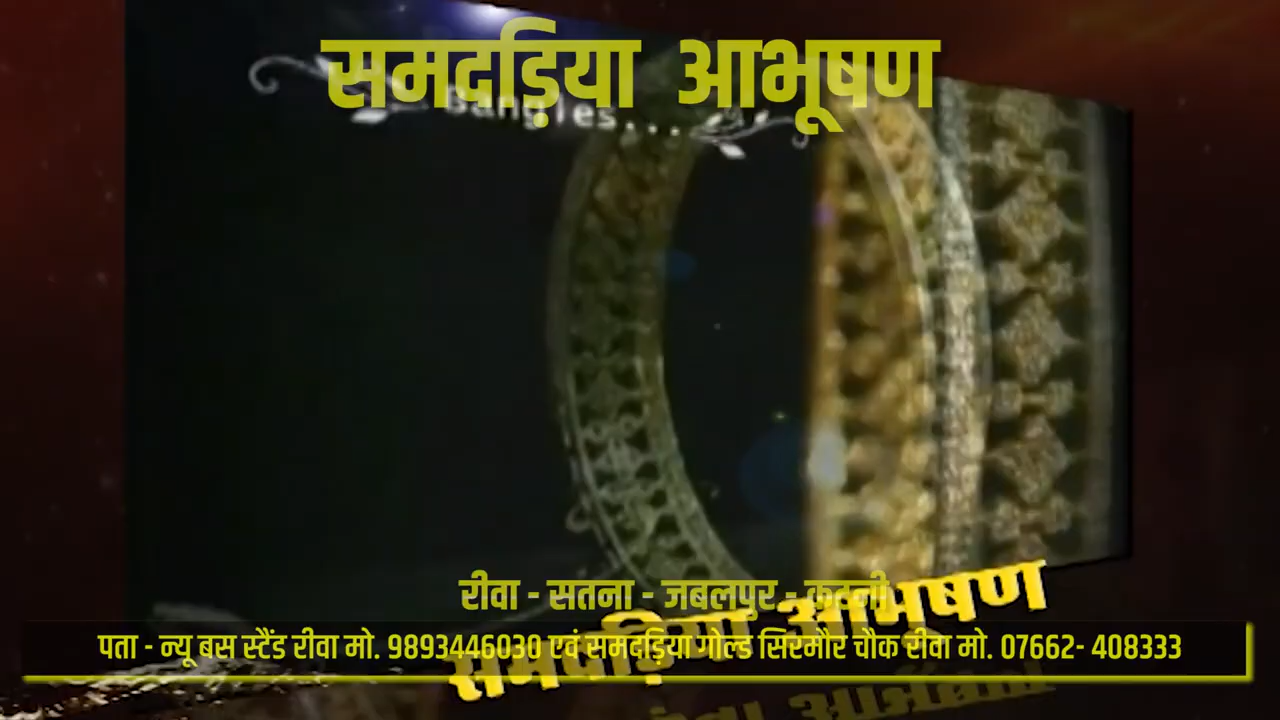 समदड़िया आभूषण
Bangles....
रीवा - सतना - जबलपुर - कटनी
समदड़िया आभूषण
पता - न्यू बस स्टैंड रीवा मो. 9893446030 एवं समदड़िया गोल्ड सिरमौर चौक रीवा मो. 07662- 408333